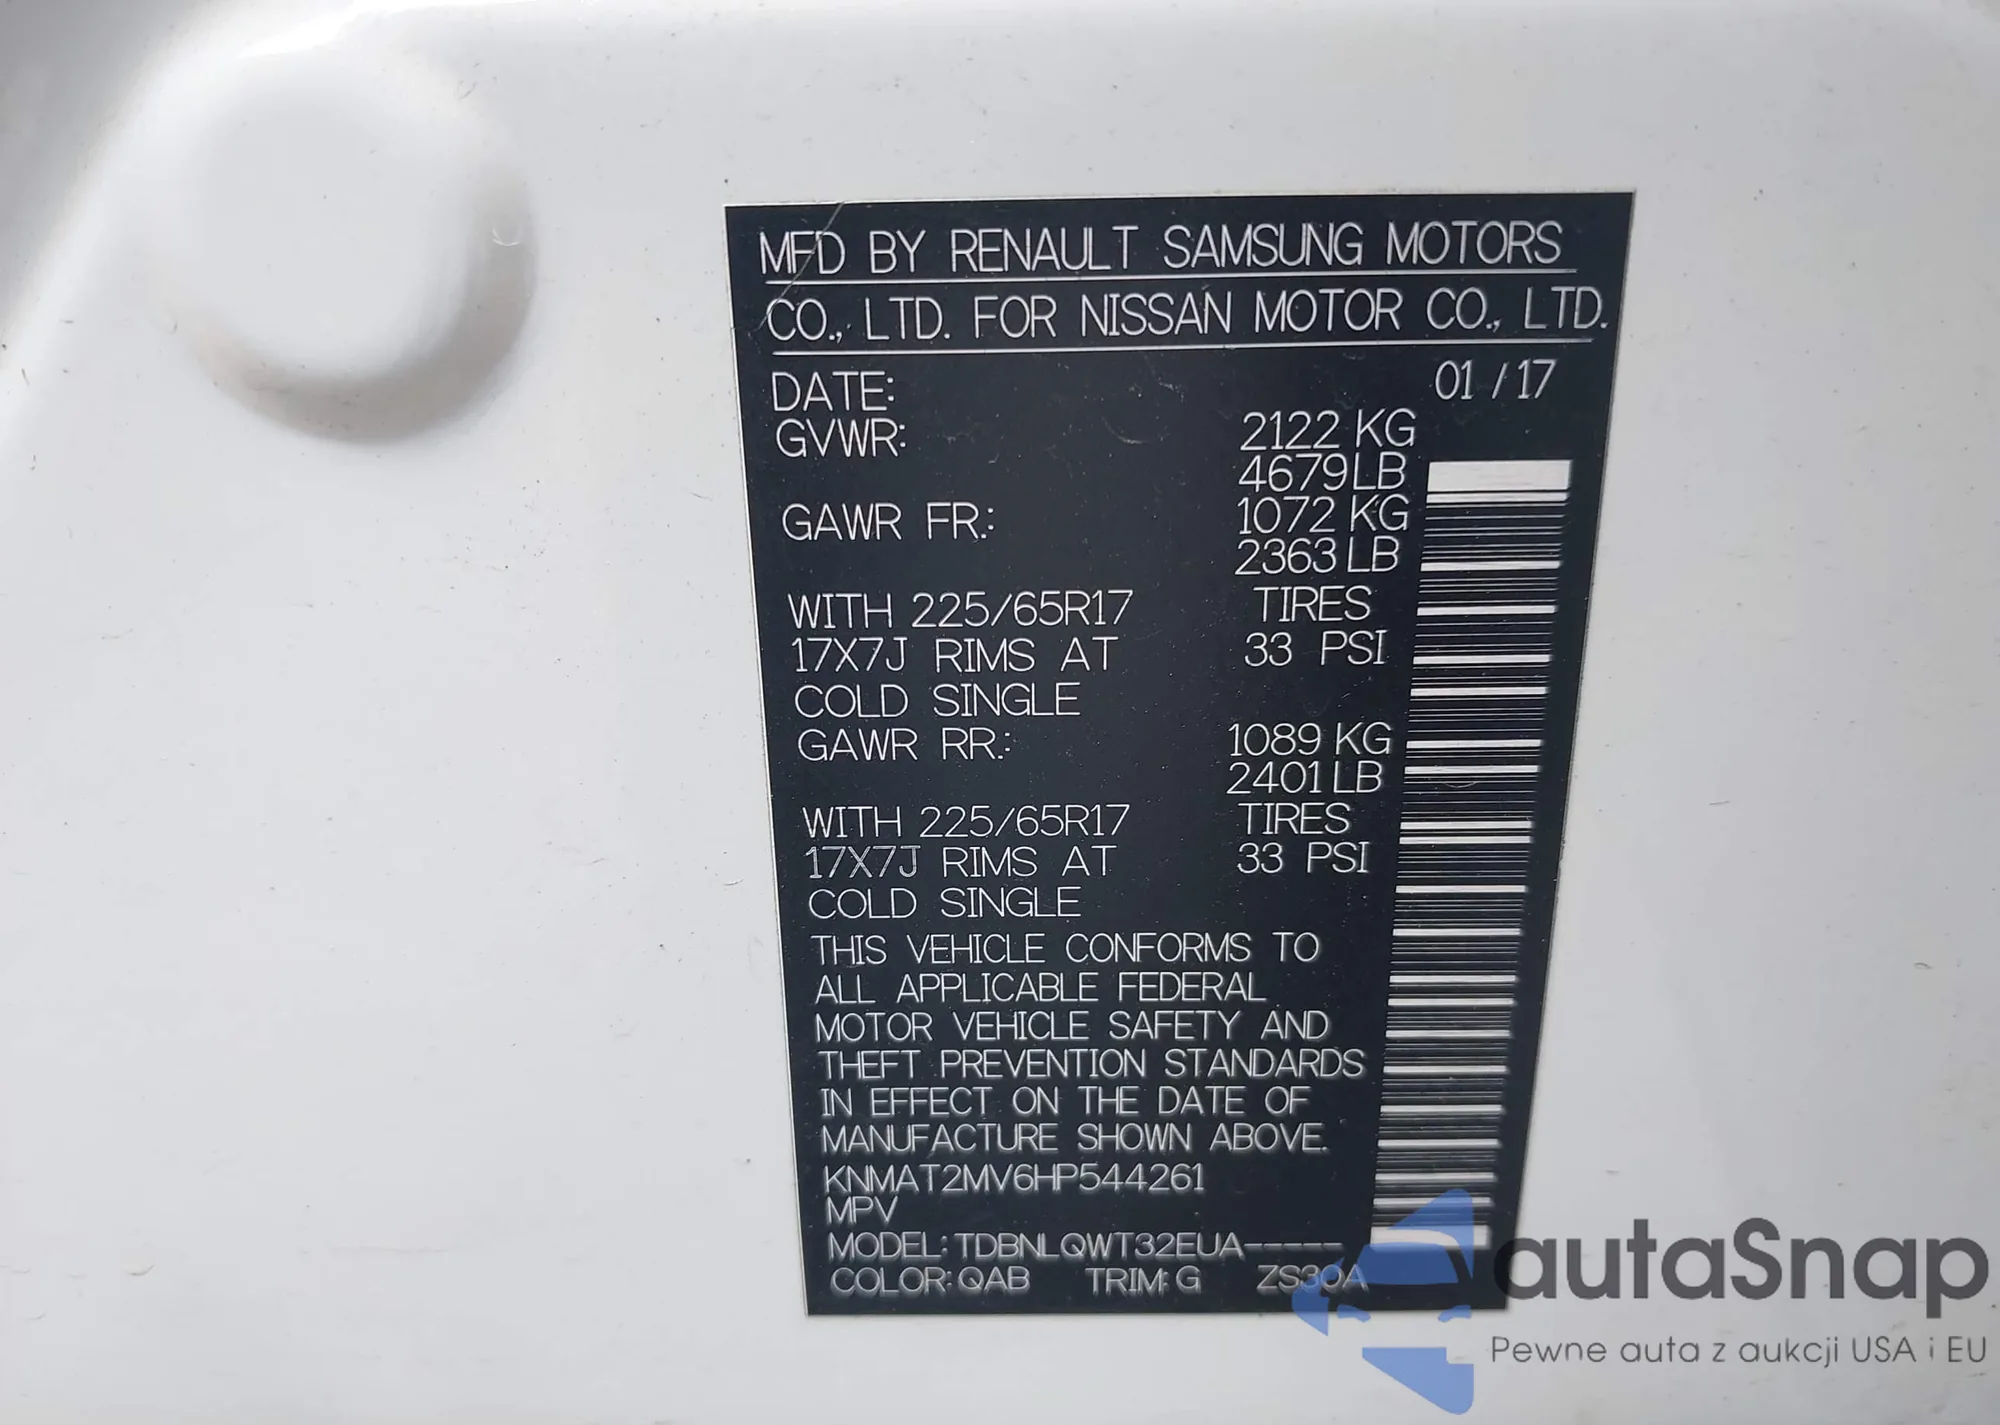 MFD BY RENAULT SAMSUNG MOTORS
CO., LTD. FOR NISSAN MOTOR CO., LTD.
DATE: 01 / 17
GVWR: 2122 KG
4679 LB
GAWR FR.: 1072 KG
2363 LB
WITH 225/65R17 TIRES
17X7J RIMS AT 33 PSI
COLD SINGLE
GAWR RR.: 1089 KG
2401 LB
WITH 225/65R17 TIRES
17X7J RIMS AT 33 PSI
COLD SINGLE
THIS VEHICLE CONFORMS TO
ALL APPLICABLE FEDERAL
MOTOR VEHICLE SAFETY AND
THEFT PREVENTION STANDARDS
IN EFFECT ON THE DATE OF
MANUFACTURE SHOWN ABOVE.
KNMAT2MV6HP544261
MPV
MODEL: TDBNLQWT32EUA-----
COLOR: QAB TRIM: G ZS30A
autaSnap
Pewne auta z aukcji USA i EU